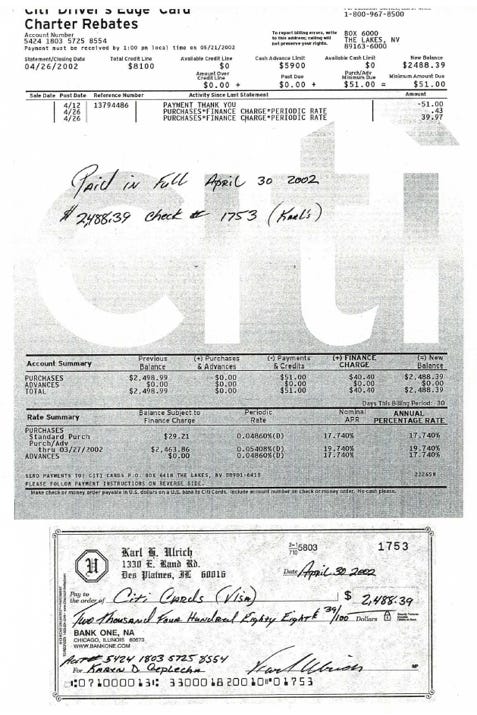 Citi Driver's Edge Card
Charter Rebates
1-800-967-8500
Account Number
5424 1803 5725 8554
Payment must be received by 1:00 pm local time on 05/21/2002
To report billing errors, write
to this address; calling will
not preserve your rights.
BOX 6000
THE LAKES, NV
89163-6000
Statement/Closing Date Total Credit Line Available Credit Line Cash Advance Limit Available Cash Limit New Balance
04/26/2002 $8100 $0 $5900 $0 $2488.39
Amount Over Credit Line Past Due Purch/Adv Minimum Due Minimum Amount Due
$0.00 + $0.00 + $51.00 = $51.00
Sale Date Post Date Reference Number Activity Since Last Statement Amount
4/12 13794486 PAYMENT THANK YOU -51.00
4/26 PURCHASES*FINANCE CHARGE*PERIODIC RATE .43
4/26 PURCHASES*FINANCE CHARGE*PERIODIC RATE 39.97
Paid in Full April 30 2002
$2,488.39 Check # 1753 (Karl's)
citi
Account Summary Previous Balance (+) Purchases & Advances (-) Payments & Credits (+) FINANCE CHARGE (=) New Balance
PURCHASES $2,498.99 $0.00 $51.00 $40.40 $2,488.39
ADVANCES $0.00 $0.00 $0.00 $0.00 $0.00
TOTAL $2,498.99 $0.00 $51.00 $40.40 $2,488.39
Days This Billing Period: 30
Rate Summary Balance Subject to Finance Charge Periodic Rate Nominal APR ANNUAL PERCENTAGE RATE
PURCHASES
Standard Purch $29.21 0.04860%(D) 17.740% 17.740%
Purch/Adv
thru 03/27/2002 $2,463.86 0.05408%(D) 19.740% 19.740%
ADVANCES $0.00 0.04860%(D) 17.740% 17.740%
SEND PAYMENTS TO: CITI CARDS P.O. BOX 6415 THE LAKES, NV 88901-6415
PLEASE FOLLOW PAYMENT INSTRUCTIONS ON REVERSE SIDE.
Make check or money order payable in U.S. dollars on a U.S. bank to Citi Cards. Include account number on check or money order. No cash please.
U
Karl H. Ulrich
1330 E. Rand Rd.
Des Plaines, IL 60016
5803
1753
Date April 30 2002
Pay to
the order of Citi Cards (Visa) $ 2,488.39
Two Thousand Four Hundred Eighty Eight & 39/100 Dollars
BANK ONE, NA
CHICAGO, ILLINOIS 60670
WWW.BANKONE.COM
Acct# 5424 1803 5725 8554
For Karen D.
MP